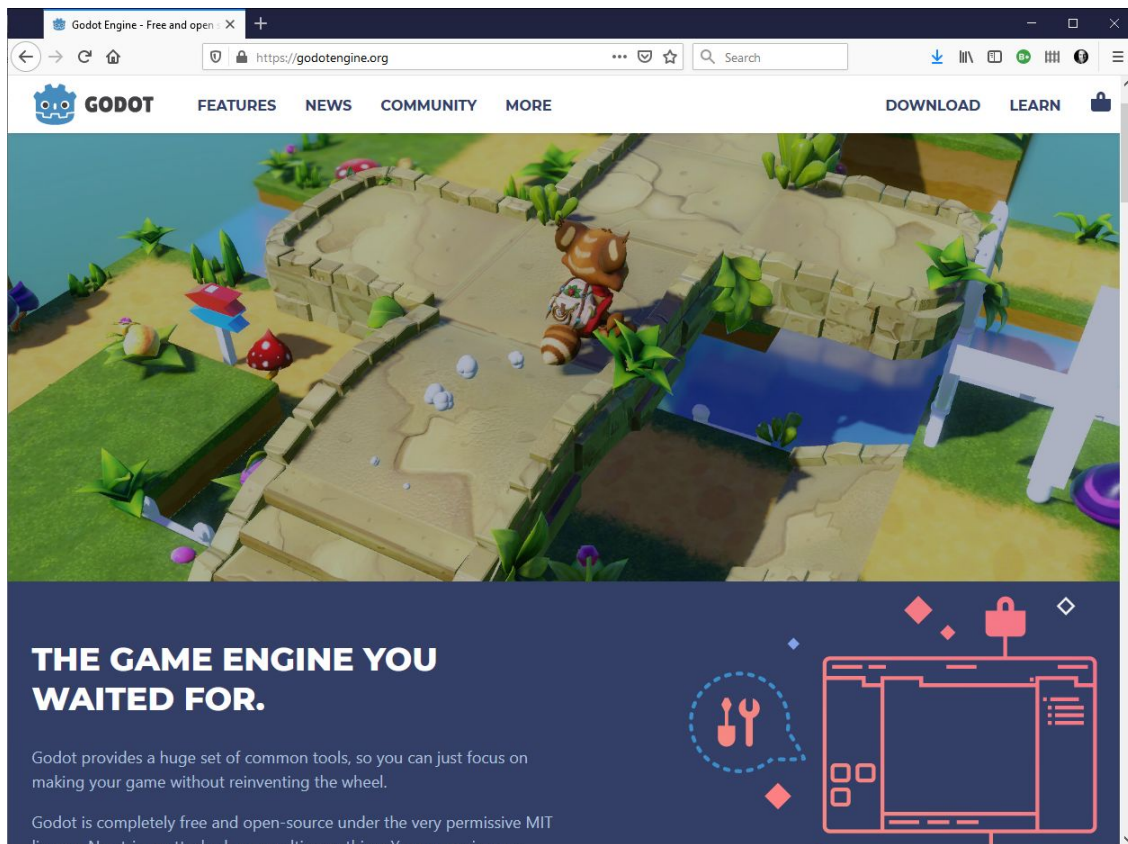 Godot Engine - Free and open s
https://godotengine.org
Search
GODOT
FEATURES
NEWS
COMMUNITY
MORE
DOWNLOAD
LEARN
THE GAME ENGINE YOU
WAITED FOR.
Godot provides a huge set of common tools, so you can just focus on
making your game without reinventing the wheel.
Godot is completely free and open-source under the very permissive MIT